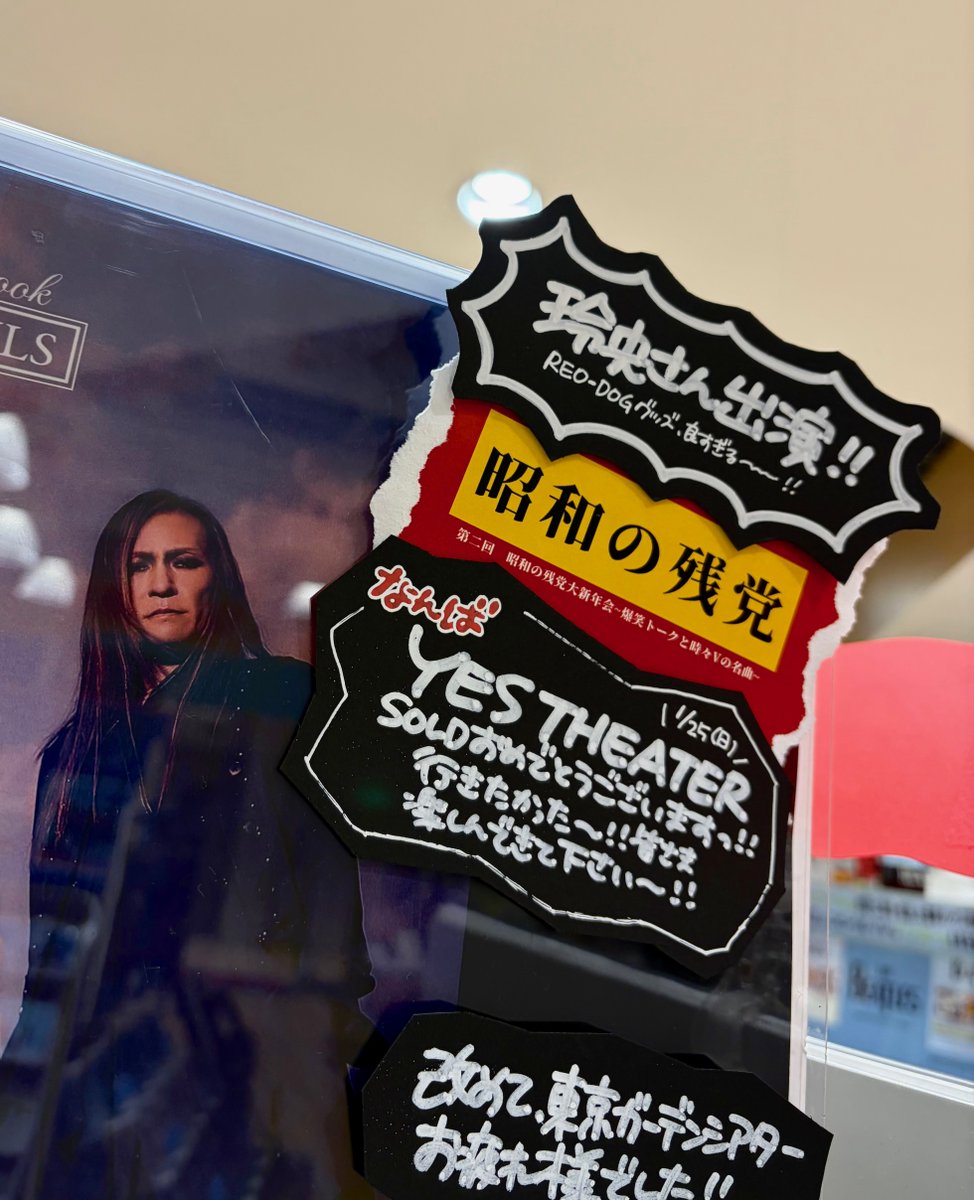 ook
LS
玲央さん出演!!
REO-DOGグッズ、良すぎる〜〜!!
昭和の残党
第二回 昭和の残党大新年会~爆笑トークと時々Vの名曲~
なんば
YES THEATER
1/25(日)
SOLDおめでとうございますっ!!
行きたかた〜!!皆さん
楽しんできて下さい〜!!
改めて、東京ガーデンシアター
お疲れ様でした!!